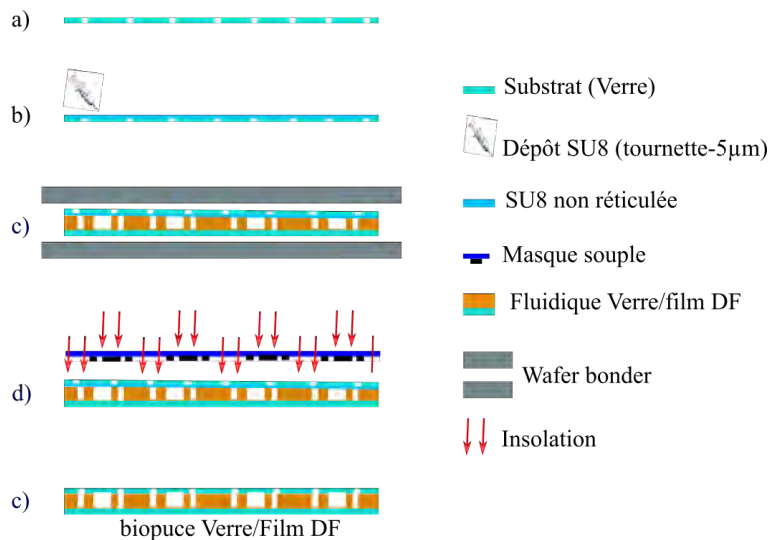 a)
b)
c)
d)
c)
biopuce Verre/Film DF
Substrat (Verre)
Dépôt SU8 (tournette-5µm)
SU8 non réticulée
Masque souple
Fluidique Verre/film DF
Wafer bonder
Insolation